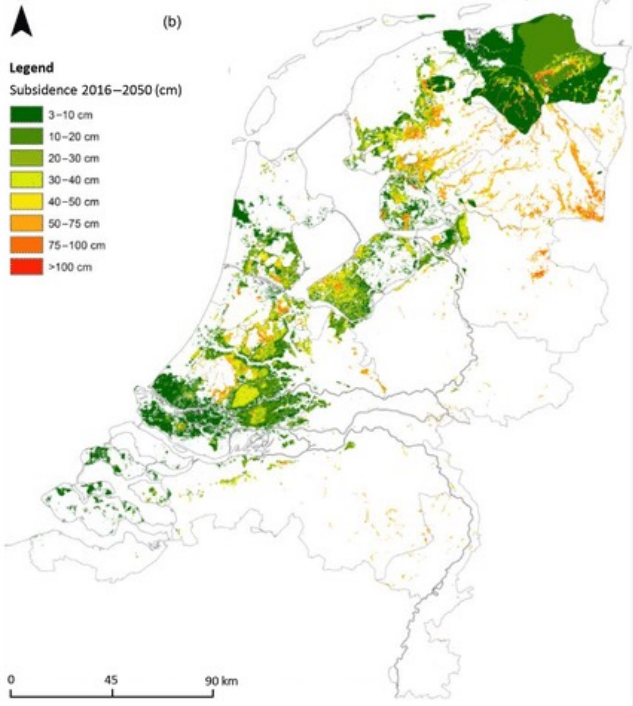 (b)
Legend
Subsidence 2016−2050 (cm)
3−10 cm
10−20 cm
20−30 cm
30−40 cm
40−50 cm
50−75 cm
75−100 cm
>100 cm
0 45 90 km